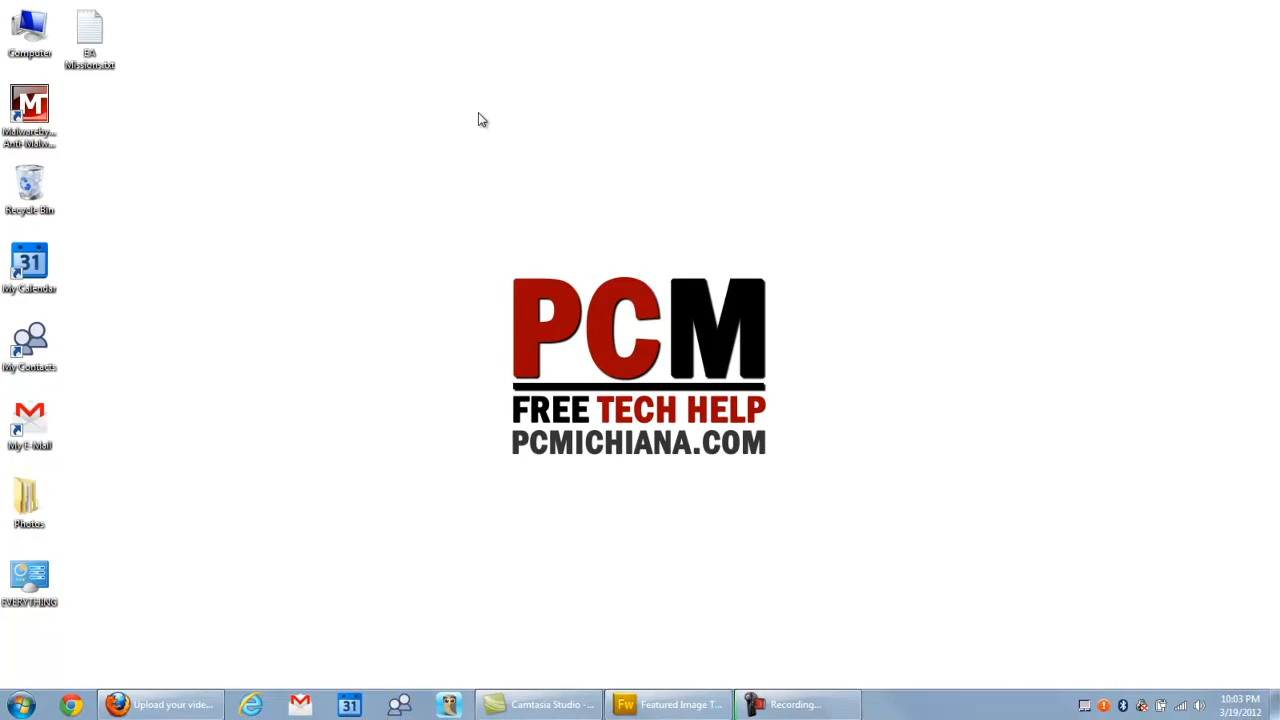 Computer
EA
Missions.txt
Malwareby...
Anti-Malw...
Recycle Bin
31
My Calendar
My Contacts
My E-Mail
Photos
EVERYTHING
PCM
FREE TECH HELP
PCMICHIANA.COM
Upload your vide...
31
Camtasia Studio -...
Fw
Featured Image T...
Recording...
10:03 PM
3/19/2012